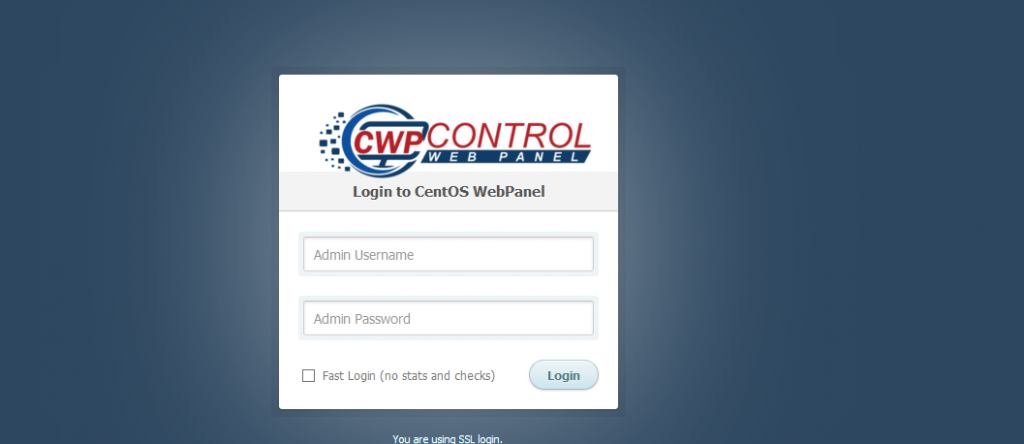 CWP CONTROL
WEB PANEL
Login to CentOS WebPanel
Admin Username
Admin Password
Fast Login (no stats and checks)
Login
You are using SSL login.